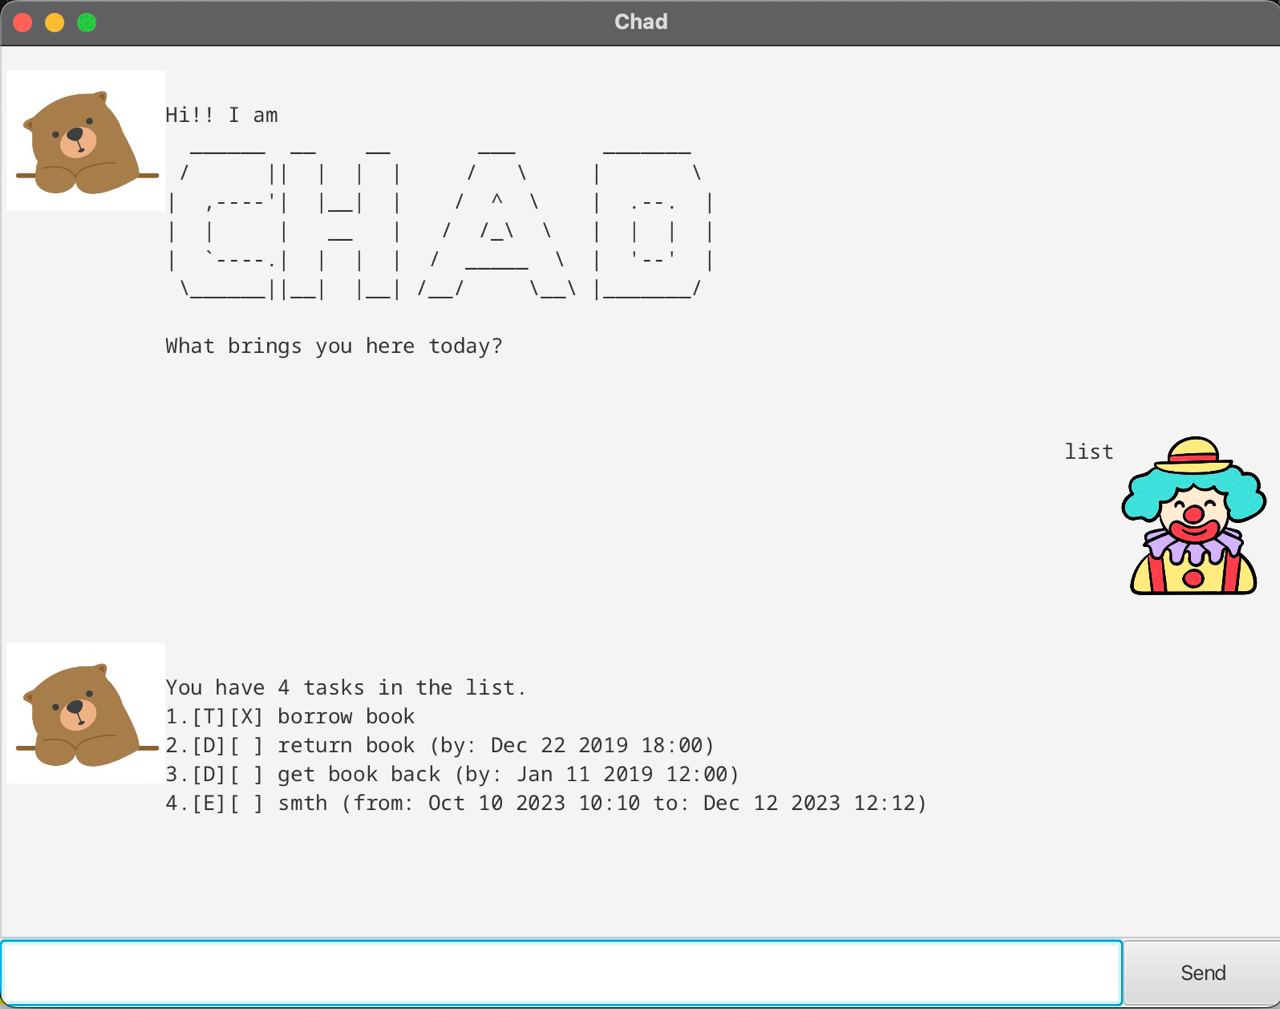 Chad
Hi!! I am
  ______  __    __       ___       _______
 /      ||  |  |  |     /   \     |       \
|  ,----'|  |__|  |    /  ^  \    |  .--.  |
|  |     |   __   |   /  /_\  \   |  |  |  |
|  `----.|  |  |  |  /  _____  \  |  '--'  |
 \______||__|  |__| /__/     \__\ |_______/
What brings you here today?
list
You have 4 tasks in the list.
1.[T][X] borrow book
2.[D][ ] return book (by: Dec 22 2019 18:00)
3.[D][ ] get book back (by: Jan 11 2019 12:00)
4.[E][ ] smth (from: Oct 10 2023 10:10 to: Dec 12 2023 12:12)
Send